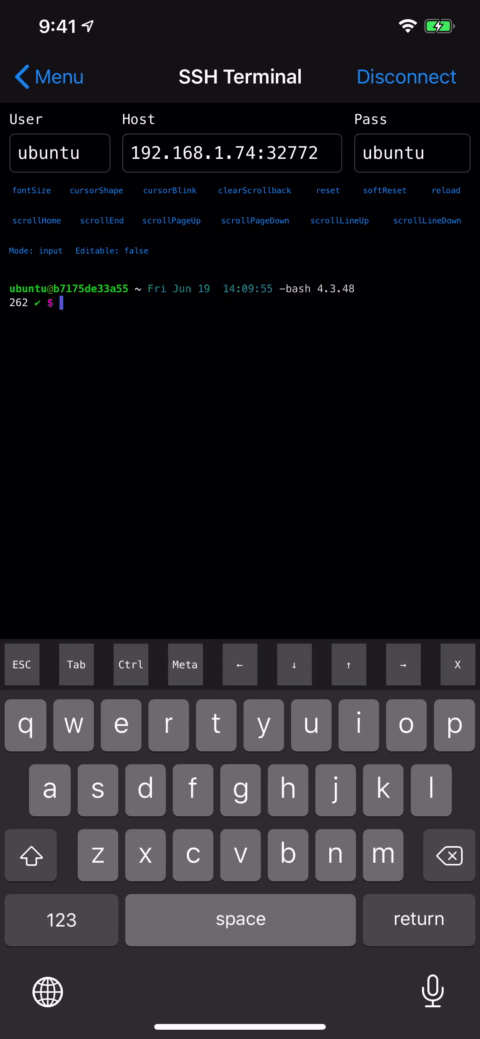 9:41
Menu SSH Terminal Disconnect
User Host Pass
ubuntu 192.168.1.74:32772 ubuntu
fontSize cursorShape cursorBlink clearScrollback reset softReset reload
scrollHome scrollEnd scrollPageUp scrollPageDown scrollLineUp scrollLineDown
Mode: input Editable: false
ubuntu@b7175de33a55 ~ Fri Jun 19 14:09:55 -bash 4.3.48
262 ✔ $
ESC Tab Ctrl Meta ← ↓ ↑ → X
q w e r t y u i o p
a s d f g h j k l
z x c v b n m
123 space return